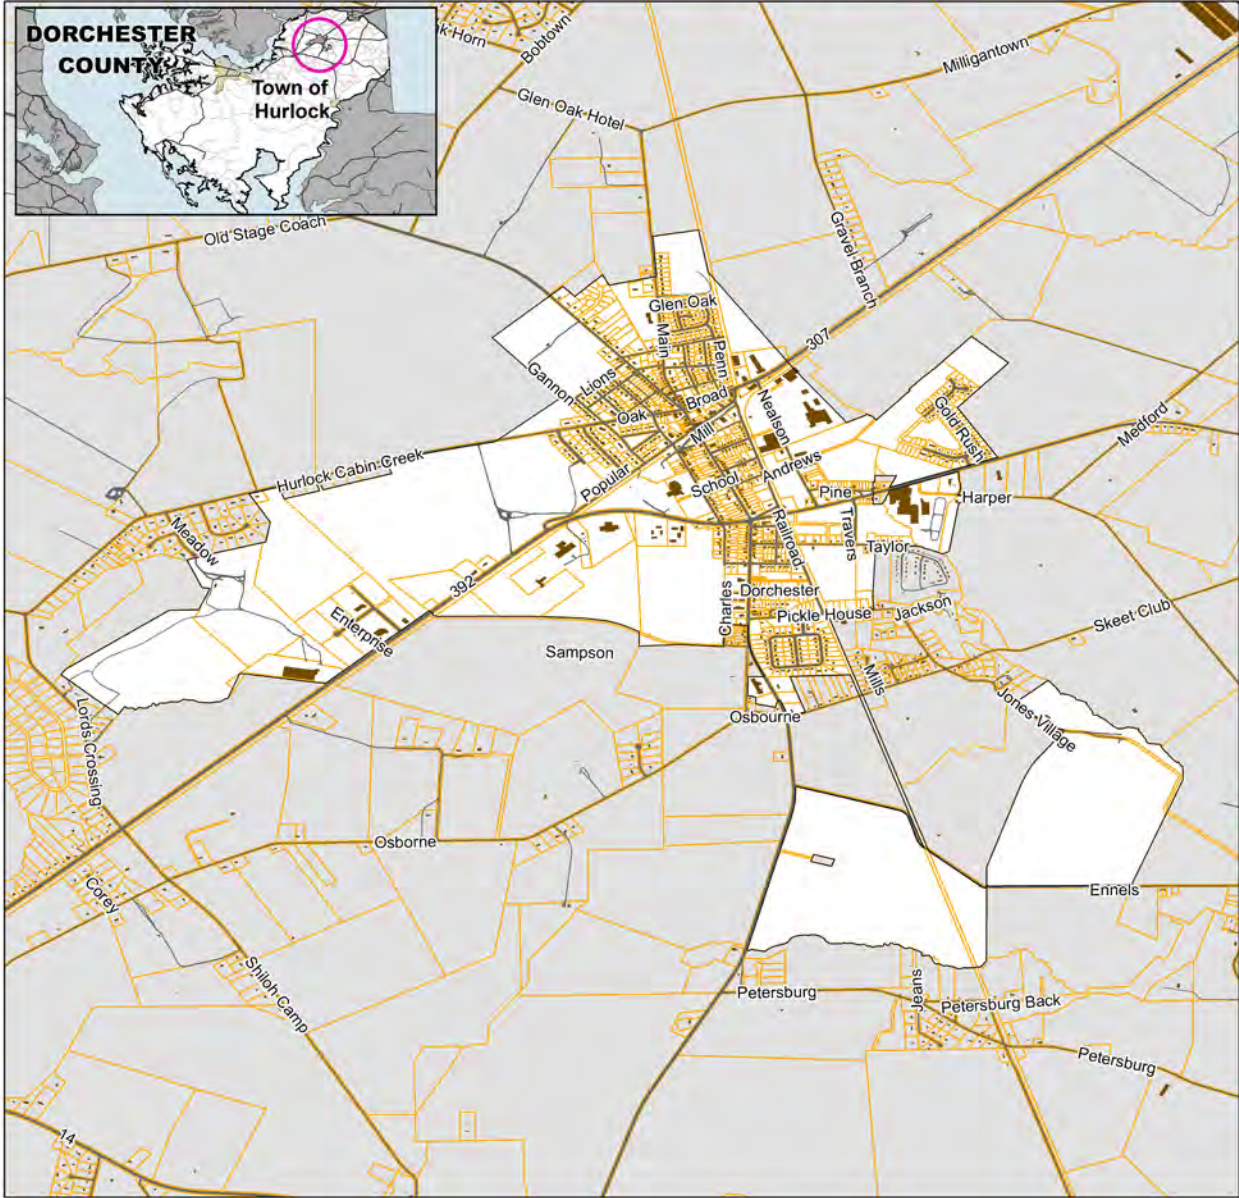 DORCHESTER
COUNTY
Town of
Hurlock
Horn
Bobtown
Milligantown
Glen Oak Hotel
Old Stage Coach
Gravel Branch
Glen Oak
Main
Penn
307
Gannon
Lions
Oak
Broad
Nealson
Gold Rush
Medford
Mill
Hurlock Cabin Creek
Popular
School
Andrews
Pine
Harper
Meadow
Railroad
Travers
Taylor
392
Dorchester
Charles
Pickle House
Jackson
Skeet Club
Enterprise
Sampson
Mills
Jones Village
Osbourne
Lords Crossing
Osborne
Corey
Ennels
Shiloh Camp
Petersburg
Jeans
Petersburg Back
Petersburg
14